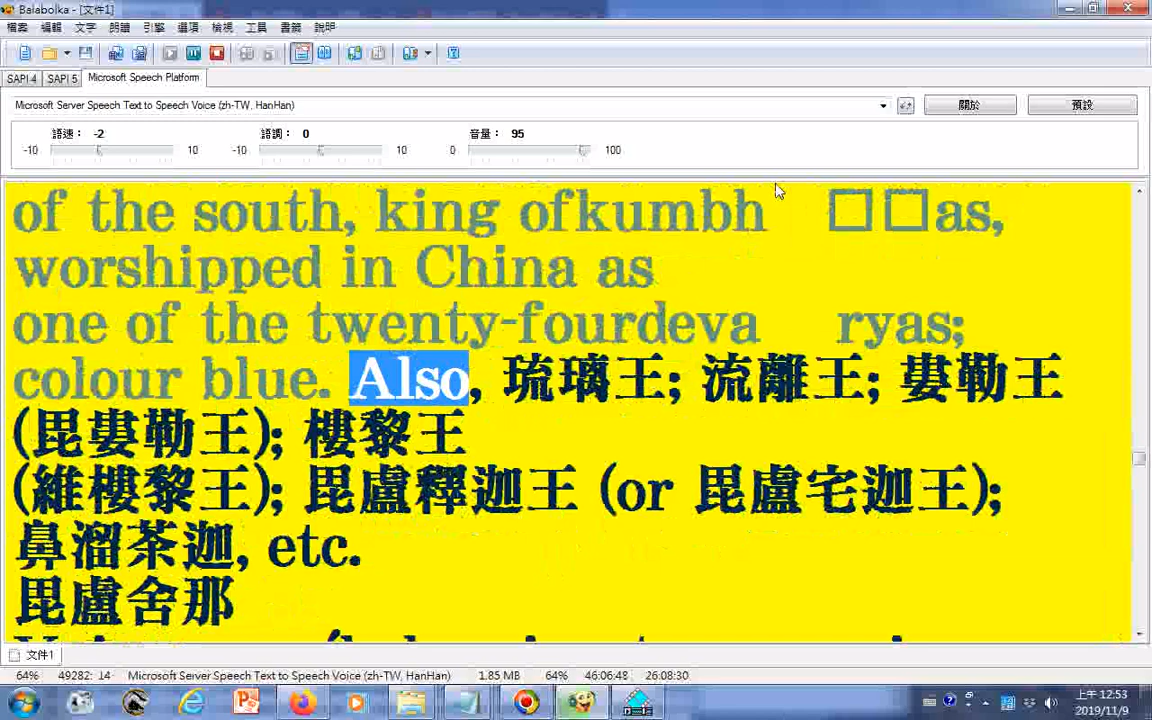 Balabolka - [文件1]
檔案 編輯 文字 朗讀 引擎 選項 檢視 工具 書籤 說明
SAPI 4 SAPI 5 Microsoft Speech Platform
Microsoft Server Speech Text to Speech Voice (zh-TW, HanHan) 關於 預設
語速： -2 語調： 0 音量： 95
-10 10 -10 10 0 100
of the south, king ofkumbh □□as,
worshipped in China as
one of the twenty-fourdeva ryas;
colour blue. Also, 琉璃王; 流離王; 婁勒王
(毘婁勒王); 樓黎王
(維樓黎王); 毘盧釋迦王 (or 毘盧宅迦王);
鼻溜茶迦, etc.
毘盧舍那
文件1
64% 49282: 14 Microsoft Server Speech Text to Speech Voice (zh-TW, HanHan) 1.85 MB 64% 46:06:48 26:08:30
上午 12:53
2019/11/9